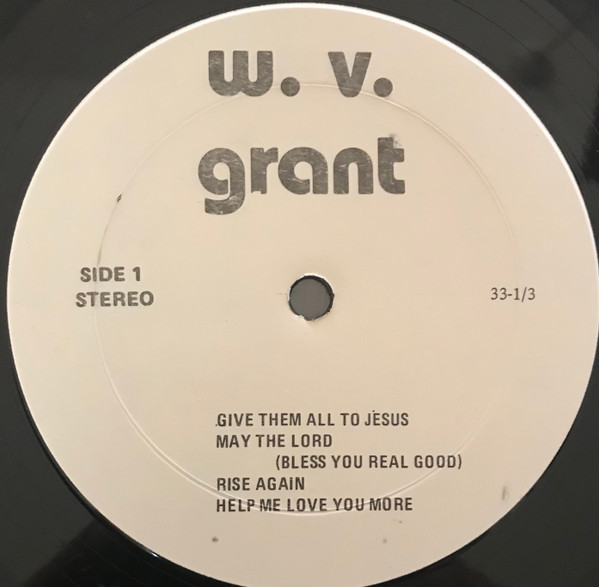 w. v.
grant
SIDE 1
STEREO
33-1/3
GIVE THEM ALL TO JESUS
MAY THE LORD
(BLESS YOU REAL GOOD)
RISE AGAIN
HELP ME LOVE YOU MORE